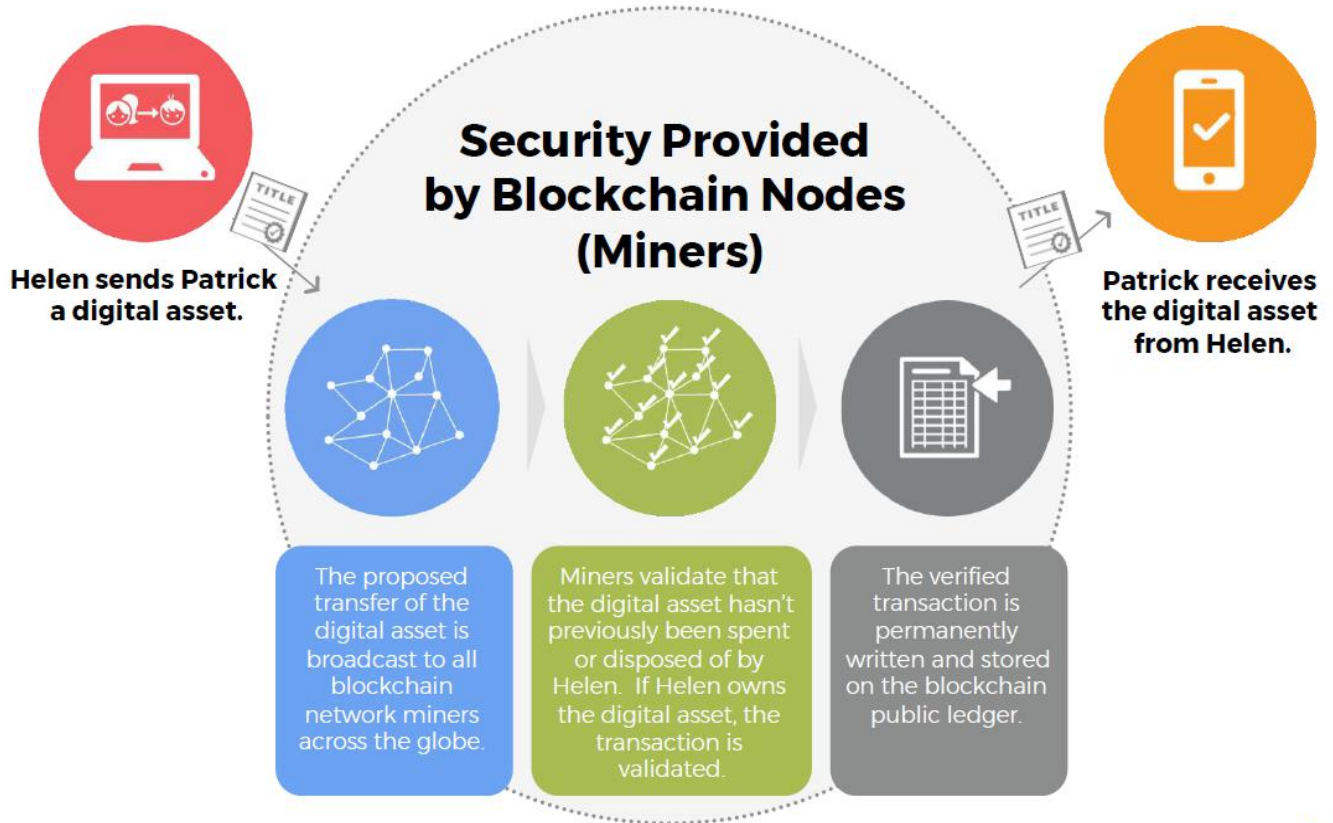 Security Provided
by Blockchain Nodes
(Miners)
TITLE
Helen sends Patrick
a digital asset.
TITLE
Patrick receives
the digital asset
from Helen.
The proposed
transfer of the
digital asset is
broadcast to all
blockchain
network miners
across the globe.
Miners validate that
the digital asset hasn't
previously been spent
or disposed of by
Helen.  If Helen owns
the digital asset, the
transaction is
validated.
The verified
transaction is
permanently
written and stored
on the blockchain
public ledger.